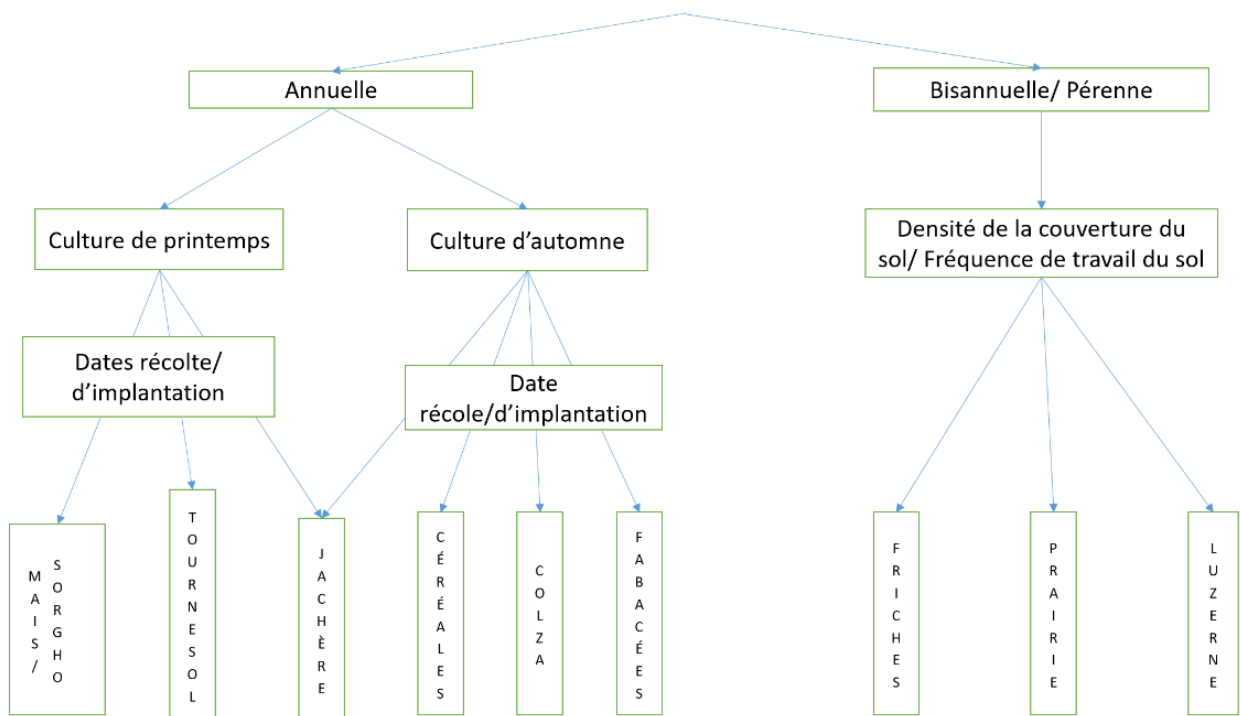 Annuelle
Bisannuelle/ Pérenne
Culture de printemps
Culture d’automne
Densité de la couverture du
sol/ Fréquence de travail du sol
Dates récolte/
d’implantation
Date
récole/d’implantation
MAIS/
SORGHO
TOURNESOL
JACHÈRE
CÉRÉALES
COLZA
FABACÉES
FRICHES
PRAIRIE
LUZERNE